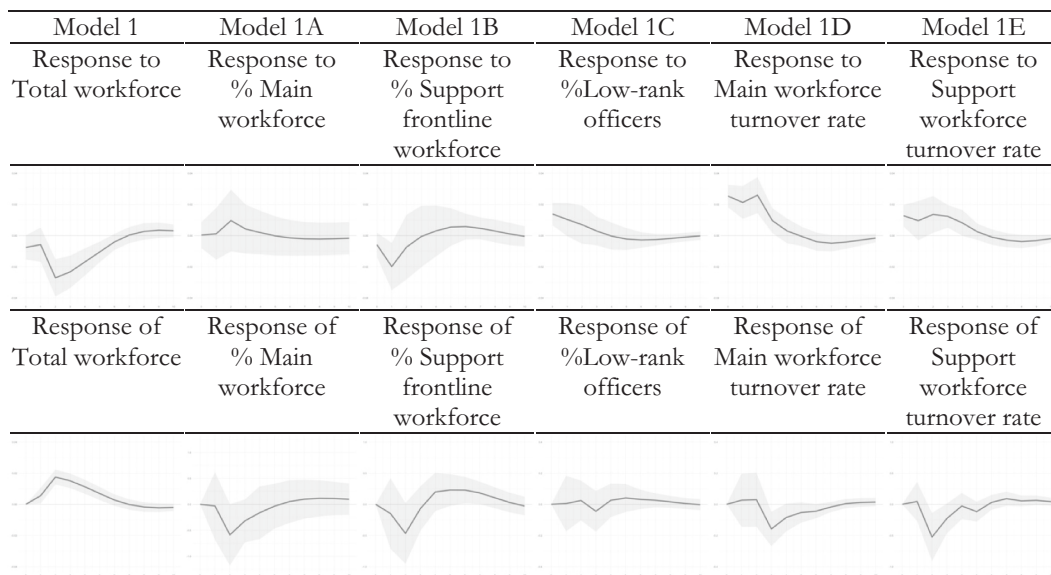 Model 1 Model 1A Model 1B Model 1C Model 1D Model 1E
Response to Total workforce
Response to % Main workforce
Response to % Support frontline workforce
Response to %Low-rank officers
Response to Main workforce turnover rate
Response to Support workforce turnover rate
Response of Total workforce
Response of % Main workforce
Response of % Support frontline workforce
Response of %Low-rank officers
Response of Main workforce turnover rate
Response of Support workforce turnover rate